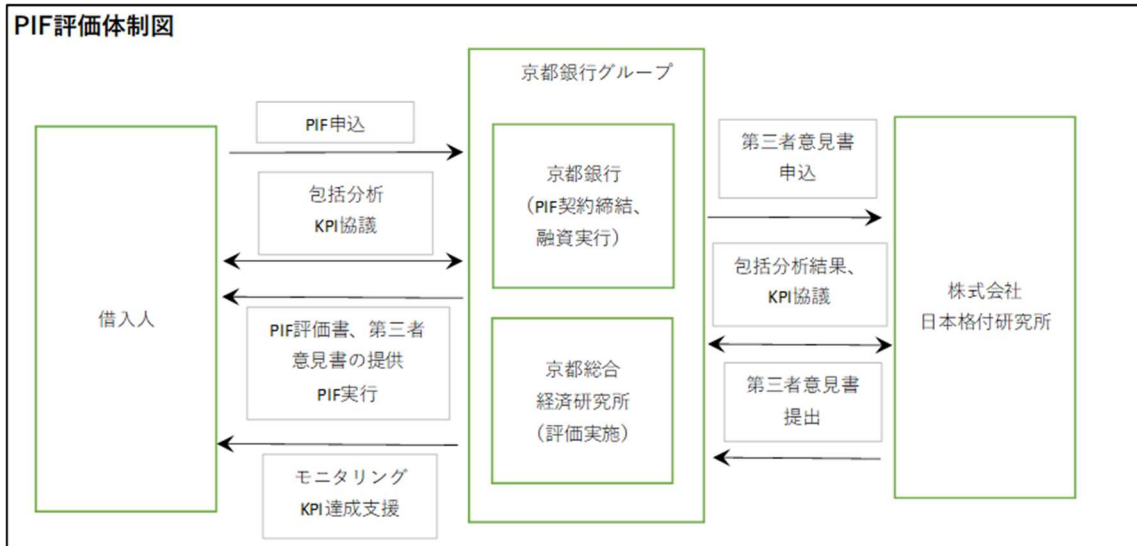 PIF評価体制図
借入人
PIF申込
包括分析
KPI協議
PIF評価書、第三者
意見書の提供
PIF実行
モニタリング
KPI達成支援
京都銀行グループ
京都銀行
（PIF契約締結、
融資実行）
京都総合
経済研究所
（評価実施）
第三者意見書
申込
包括分析結果、
KPI協議
第三者意見書
提出
株式会社
日本格付研究所